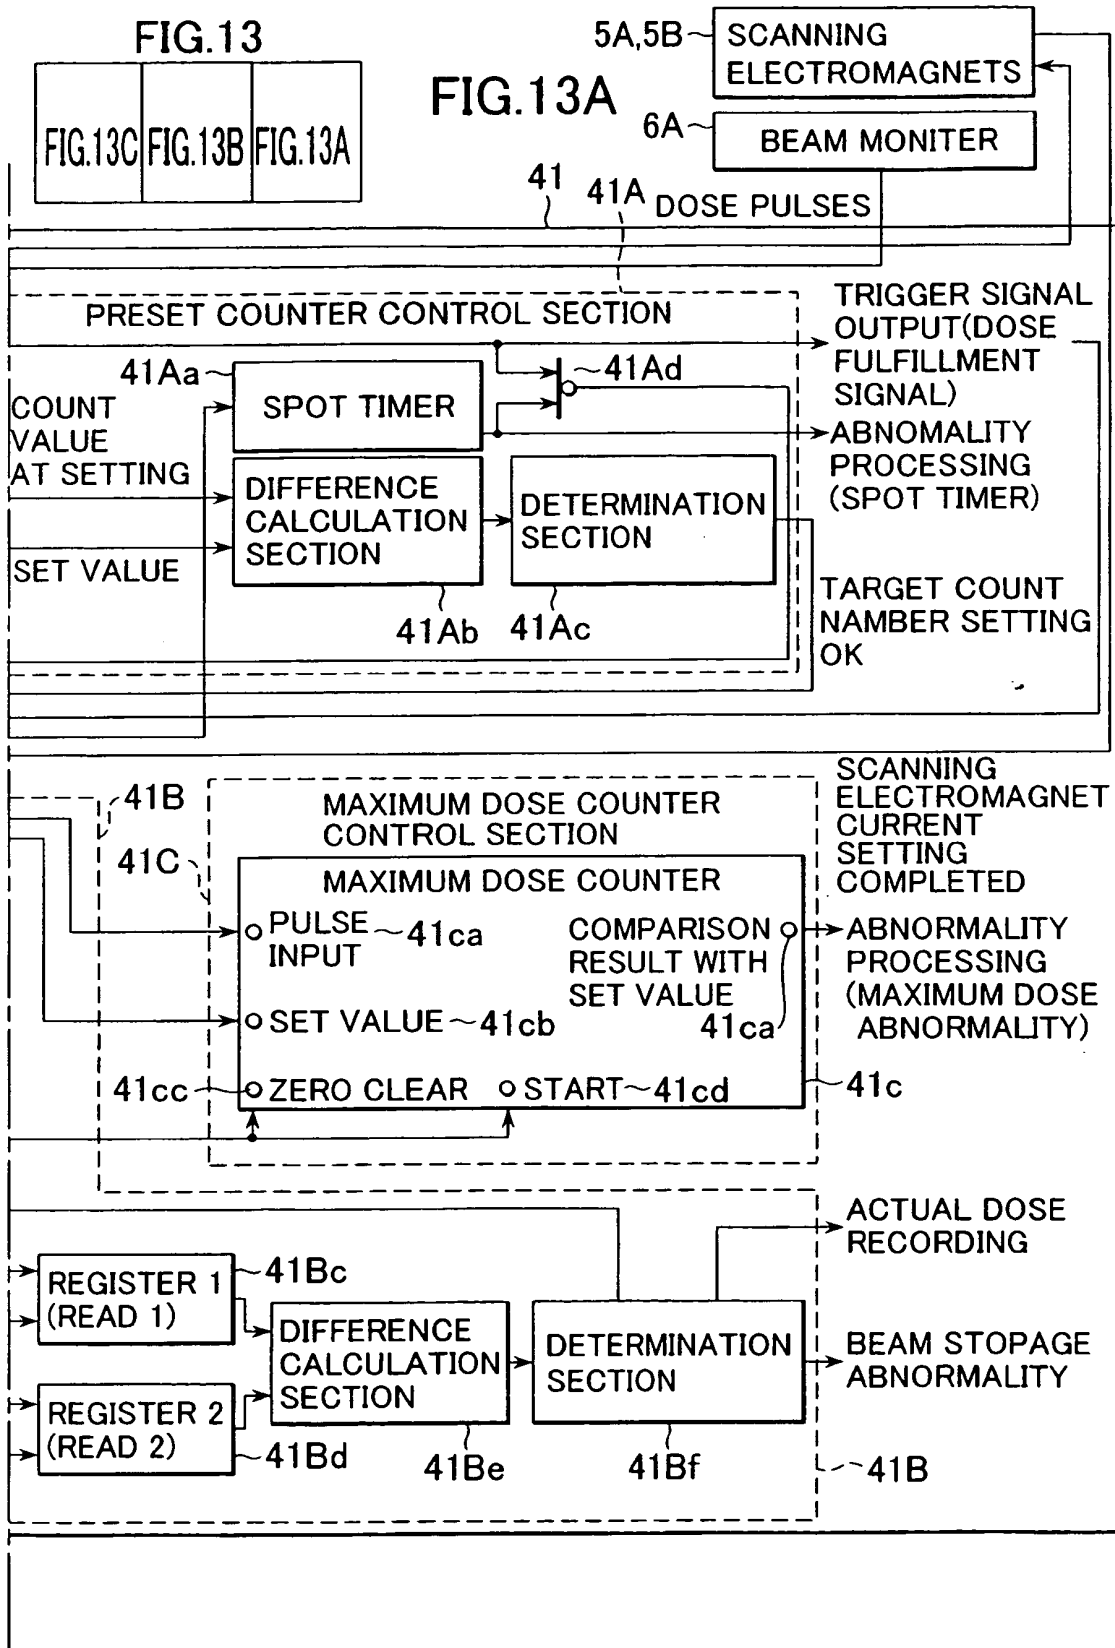 FIG.13
FIG.13C
FIG.13B
FIG.13A
FIG.13A
5A,5B
SCANNING
ELECTROMAGNETS
6A
BEAM MONITER
41
41A
DOSE PULSES
PRESET COUNTER CONTROL SECTION
TRIGGER SIGNAL
OUTPUT(DOSE
FULFILLMENT
SIGNAL)
41Aa
SPOT TIMER
41Ad
COUNT
VALUE
AT SETTING
ABNOMALITY
PROCESSING
(SPOT TIMER)
DIFFERENCE
CALCULATION
SECTION
DETERMINATION
SECTION
SET VALUE
41Ab
41Ac
TARGET COUNT
NAMBER SETTING
OK
SCANNING
ELECTROMAGNET
CURRENT
SETTING
COMPLETED
41B
41C
MAXIMUM DOSE COUNTER
CONTROL SECTION
MAXIMUM DOSE COUNTER
PULSE
INPUT
41ca
COMPARISON
RESULT WITH
SET VALUE
41ca
ABNORMALITY
PROCESSING
(MAXIMUM DOSE
ABNORMALITY)
SET VALUE
41cb
41cc
ZERO CLEAR
START
41cd
41c
ACTUAL DOSE
RECORDING
REGISTER 1
(READ 1)
41Bc
DIFFERENCE
CALCULATION
SECTION
DETERMINATION
SECTION
BEAM STOPAGE
ABNORMALITY
REGISTER 2
(READ 2)
41Bd
41Be
41Bf
41B